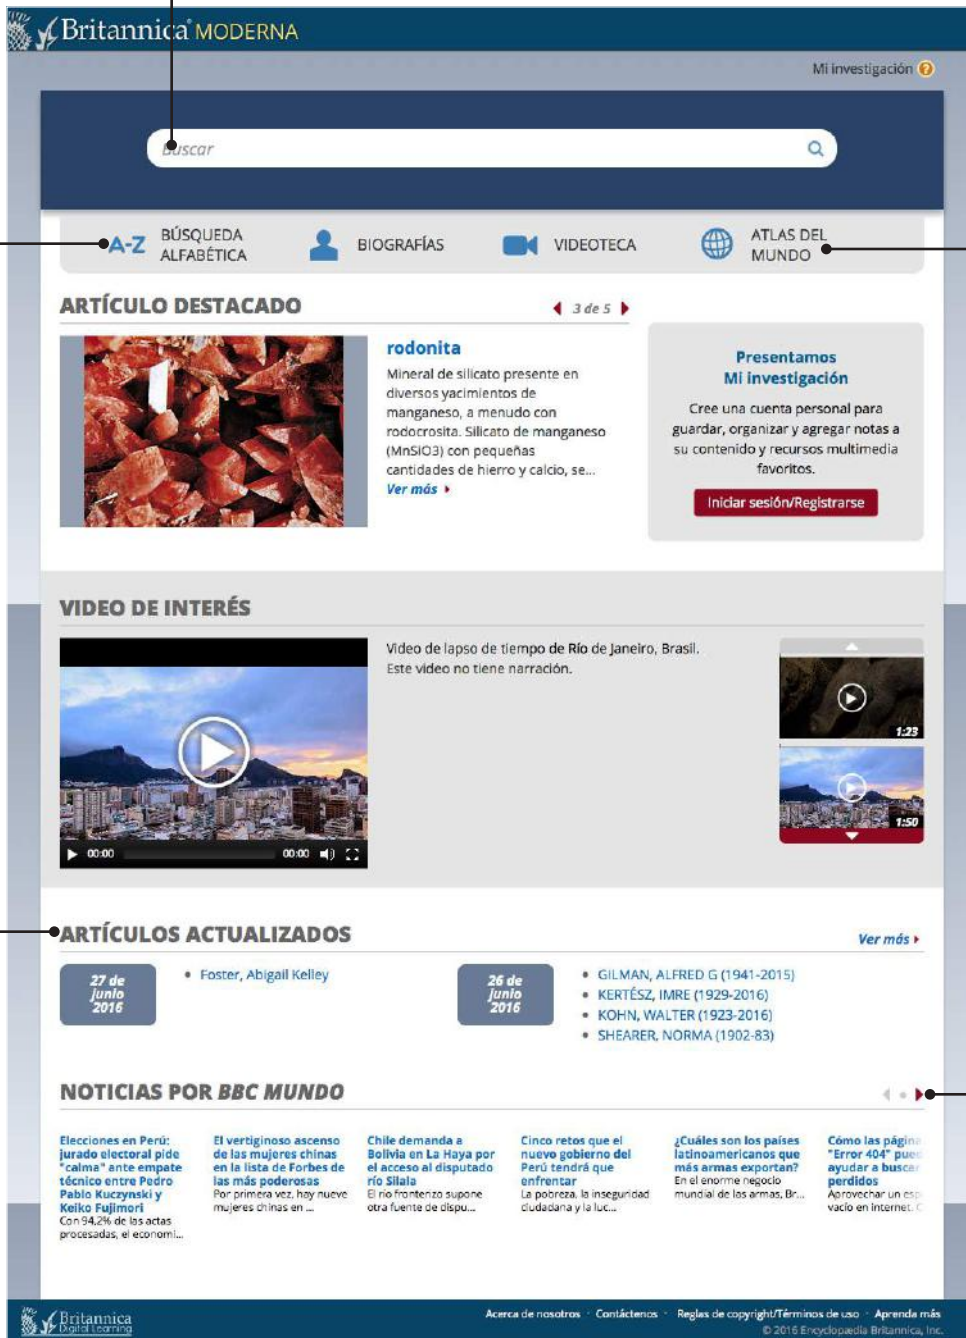 Britannica® MODERNA
Mi investigación ?
Buscar
A-Z BÚSQUEDA ALFABÉTICA
BIOGRAFÍAS
VIDEOTECA
ATLAS DEL MUNDO
ARTÍCULO DESTACADO
3 de 5
rodonita
Mineral de silicato presente en
diversos yacimientos de
manganeso, a menudo con
rodocrosita. Silicato de manganeso
(MnSIO3) con pequeñas
cantidades de hierro y calcio, se...
Ver más
Presentamos
Mi investigación
Cree una cuenta personal para
guardar, organizar y agregar notas a
su contenido y recursos multimedia
favoritos.
Iniciar sesión/Registrarse
VIDEO DE INTERÉS
Video de lapso de tiempo de Río de Janeiro, Brasil.
Este video no tiene narración.
1:23
1:50
00:00 00:00
ARTÍCULOS ACTUALIZADOS
Ver más
27 de
junio
2016
Foster, Abigail Kelley
26 de
junio
2016
GILMAN, ALFRED G (1941-2015)
KERTÉSZ, IMRE (1929-2016)
KOHN, WALTER (1923-2016)
SHEARER, NORMA (1902-83)
NOTICIAS POR BBC MUNDO
Elecciones en Perú:
jurado electoral pide
"calma" ante empate
técnico entre Pedro
Pablo Kuczynski y
Keiko Fujimori
Con 94,2% de las actas
procesadas, el economi...
El vertiginoso ascenso
de las mujeres chinas
en la lista de Forbes de
las más poderosas
Por primera vez, hay nueve
mujeres chinas en ...
Chile demanda a
Bolivia en La Haya por
el acceso al disputado
río Silala
El río fronterizo supone
otra fuente de dispu...
Cinco retos que el
nuevo gobierno del
Perú tendrá que
enfrentar
La pobreza, la inseguridad
ciudadana y la luc...
¿Cuáles son los países
latinoamericanos que
más armas exportan?
En el enorme negocio
mundial de las armas, Br...
Cómo las página
"Error 404" pue
ayudar a buscar
perdidos
Aprovechar un esp
vacío en internet.
Britannica
Digital Learning
Acerca de nosotros · Contáctenos · Reglas de copyright/Términos de uso · Aprenda más
© 2016 Encyclopædia Britannica, Inc.